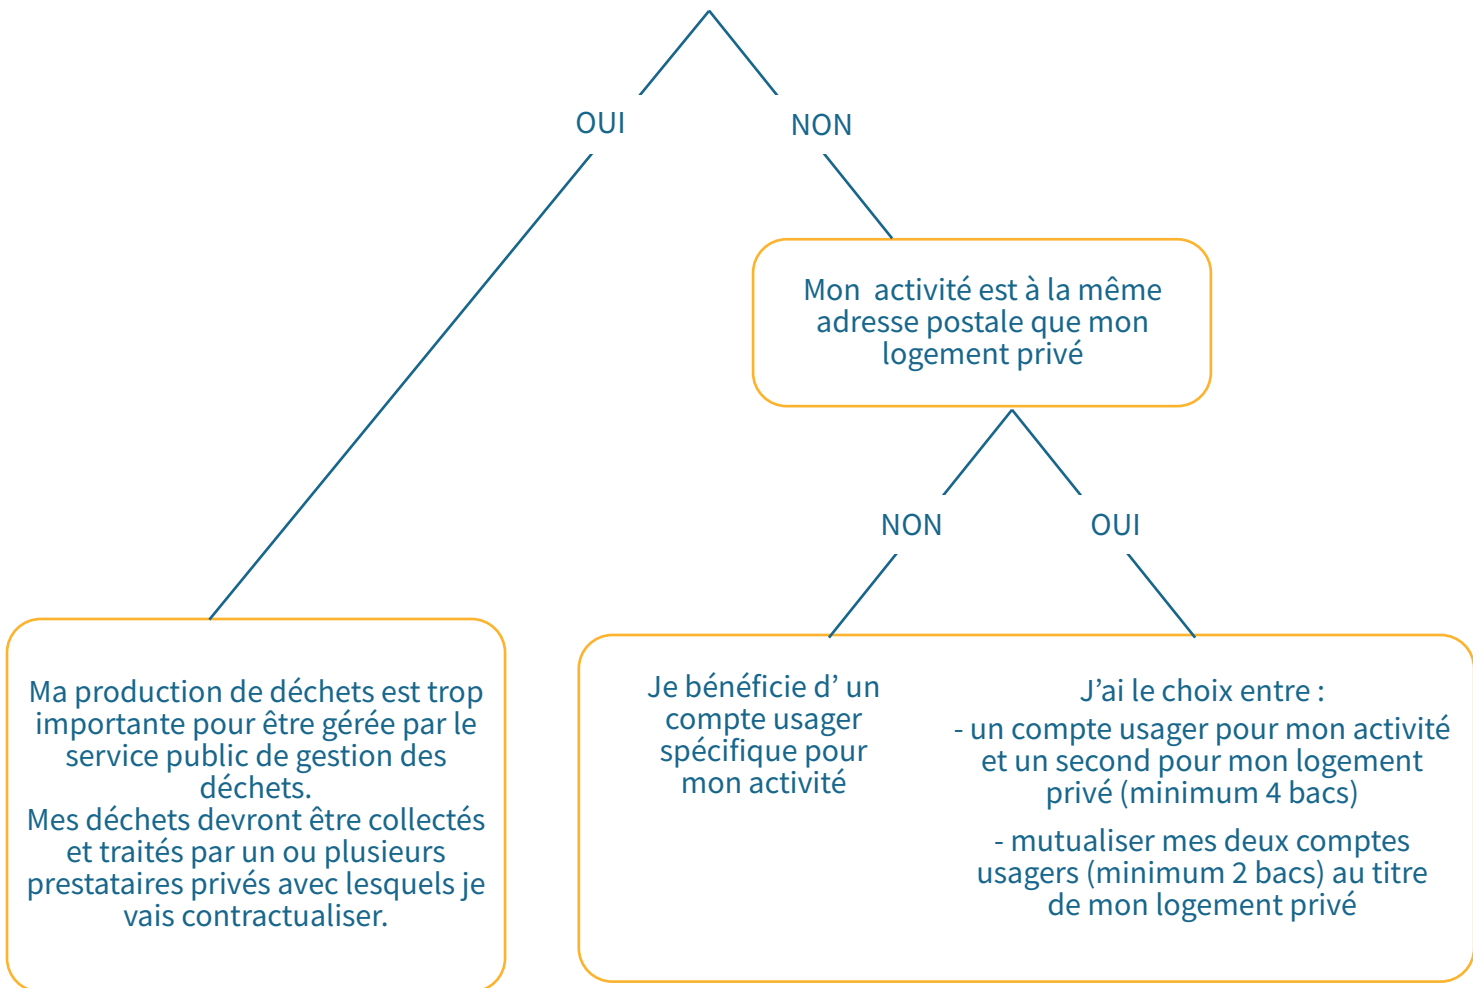 OUI
NON
Mon activité est à la même
adresse postale que mon
logement privé
NON
OUI
Ma production de déchets est trop
importante pour être gérée par le
service public de gestion des
déchets.
Mes déchets devront être collectés
et traités par un ou plusieurs
prestataires privés avec lesquels je
vais contractualiser.
Je bénéficie d’ un
compte usager
spécifique pour
mon activité
J’ai le choix entre :
- un compte usager pour mon activité
et un second pour mon logement
privé (minimum 4 bacs)
- mutualiser mes deux comptes
usagers (minimum 2 bacs) au titre
de mon logement privé